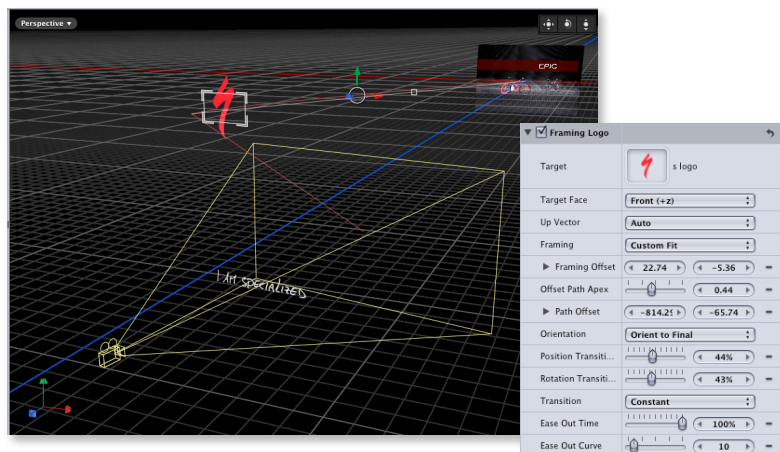 Perspective
EPIC
I AM SPECIALIZED
Framing Logo
Target
s logo
Target Face
Front (+z)
Up Vector
Auto
Framing
Custom Fit
Framing Offset
22.74
-5.36
Offset Path Apex
0.44
Path Offset
-814.29
-65.74
Orientation
Orient to Final
Position Transiti...
44%
Rotation Transiti...
43%
Transition
Constant
Ease Out Time
100%
Ease Out Curve
10